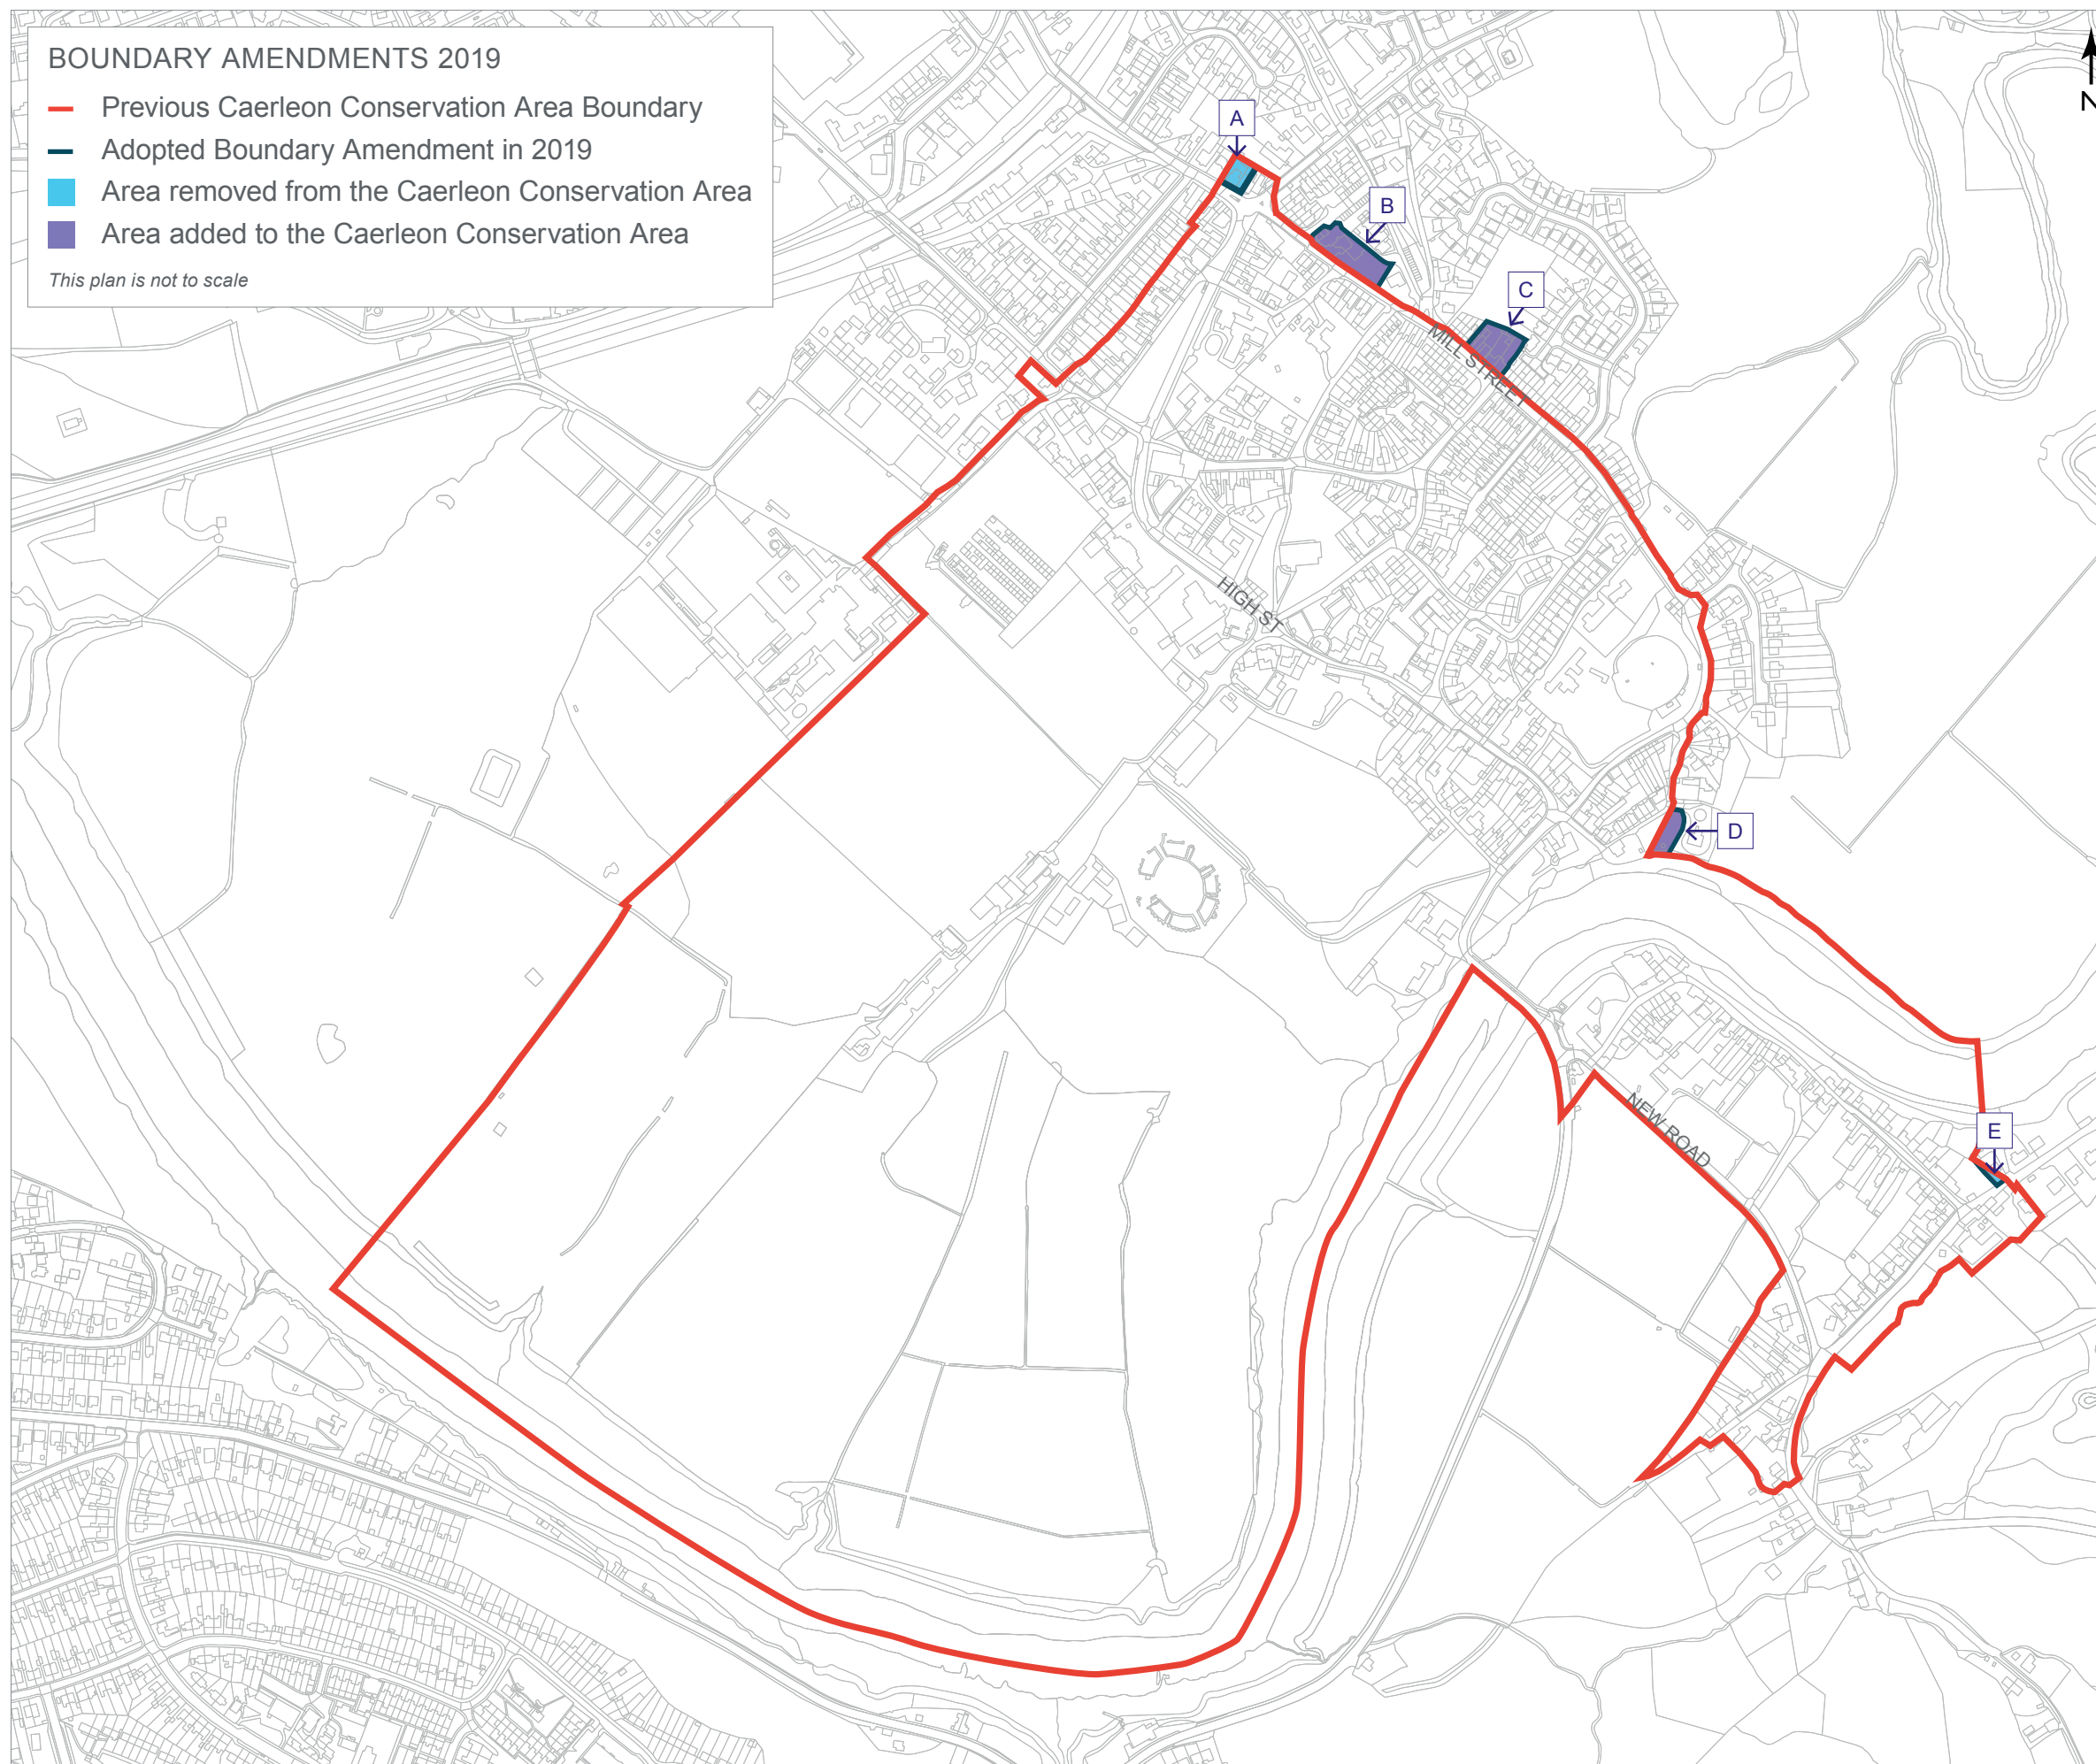 BOUNDARY AMENDMENTS 2019
Previous Caerleon Conservation Area Boundary
Adopted Boundary Amendment in 2019
Area removed from the Caerleon Conservation Area
Area added to the Caerleon Conservation Area
This plan is not to scale
N
A
B
C
MILL STREET
HIGH ST
D
NEW ROAD
E